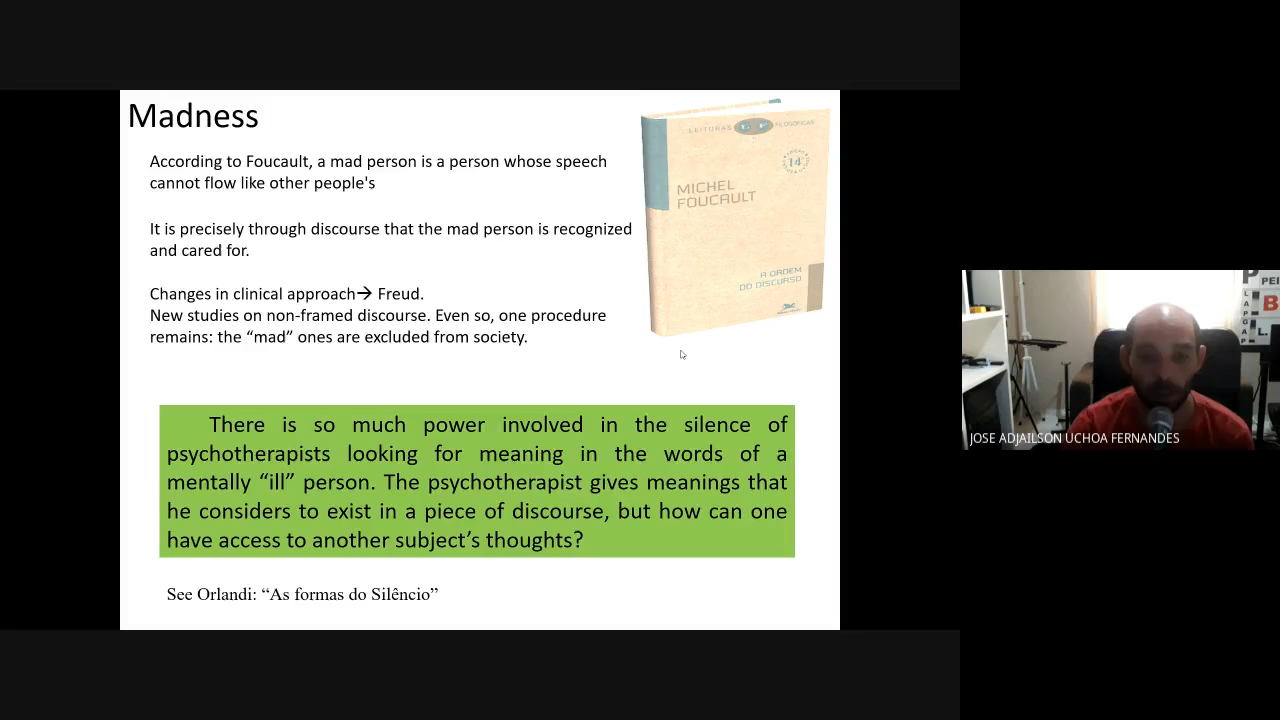 Madness
According to Foucault, a mad person is a person whose speech
cannot flow like other people's
It is precisely through discourse that the mad person is recognized
and cared for.
Changes in clinical approach→ Freud.
New studies on non-framed discourse. Even so, one procedure
remains: the “mad” ones are excluded from society.
LEITURAS FILOSÓFICAS
14ª
MICHEL
FOUCAULT
A ORDEM
DO DISCURSO
There is so much power involved in the silence of
psychotherapists looking for meaning in the words of a
mentally “ill” person. The psychotherapist gives meanings that
he considers to exist in a piece of discourse, but how can one
have access to another subject’s thoughts?
See Orlandi: “As formas do Silêncio”
JOSE ADJAILSON UCHOA FERNANDES